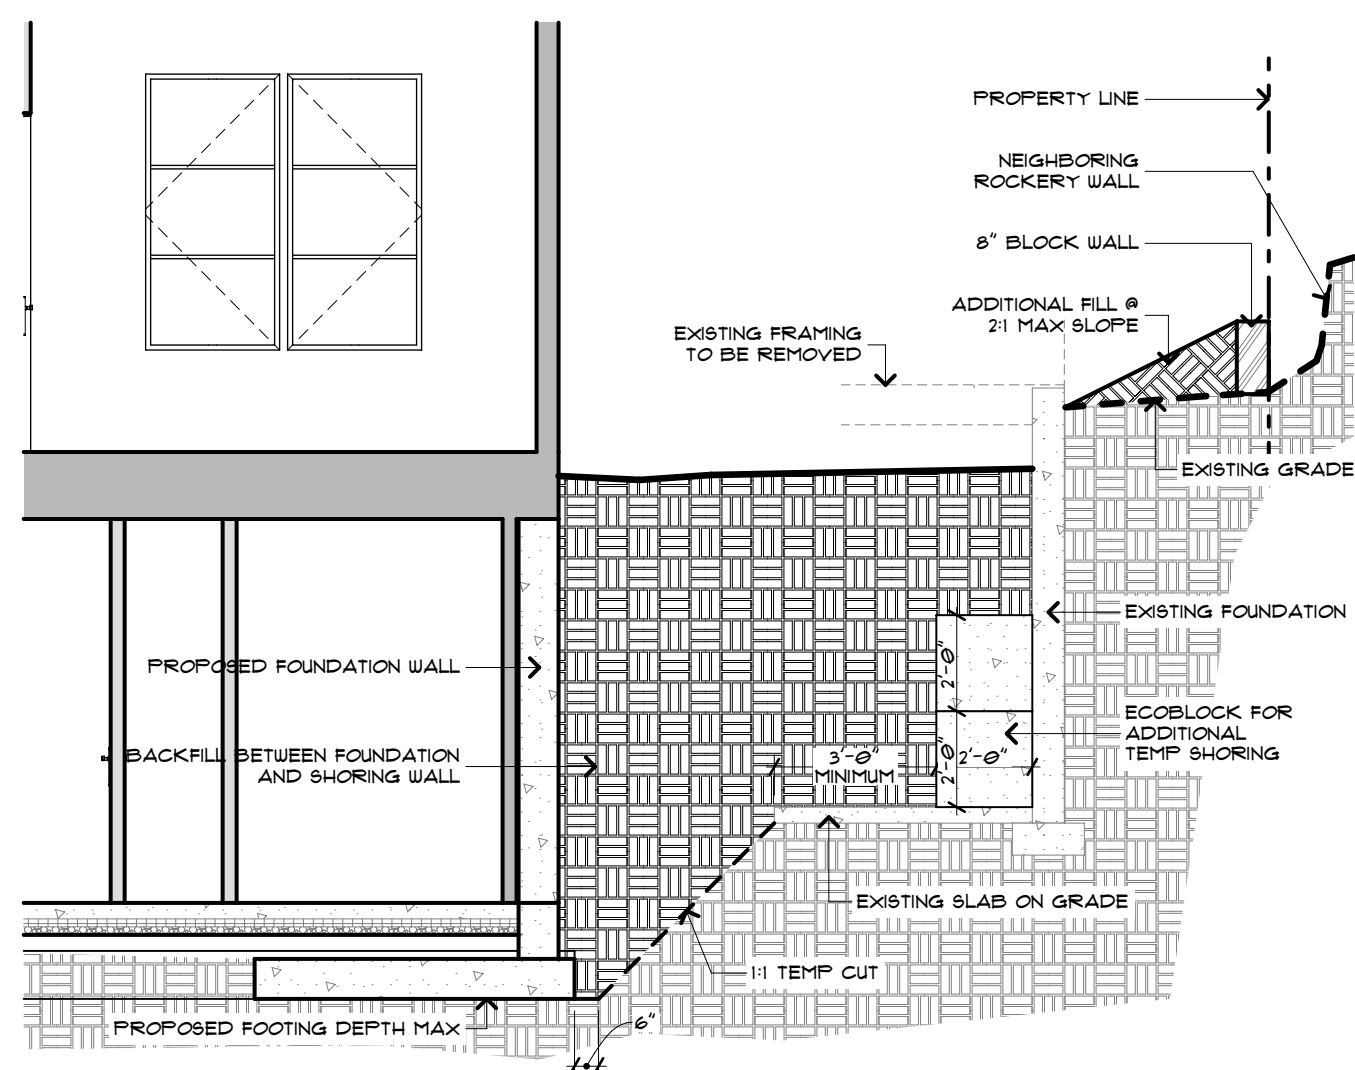 PROPERTY LINE
NEIGHBORING
ROCKERY WALL
8" BLOCK WALL
ADDITIONAL FILL @
2:1 MAX SLOPE
EXISTING FRAMING
TO BE REMOVED
EXISTING GRADE
EXISTING FOUNDATION
PROPOSED FOUNDATION WALL
2'-0"
ECOBLOCK FOR
ADDITIONAL
TEMP SHORING
BACKFILL BETWEEN FOUNDATION
AND SHORING WALL
3'-0"
MINIMUM
2'-0"
2'-0"
EXISTING SLAB ON GRADE
1:1 TEMP CUT
PROPOSED FOOTING DEPTH MAX
6"